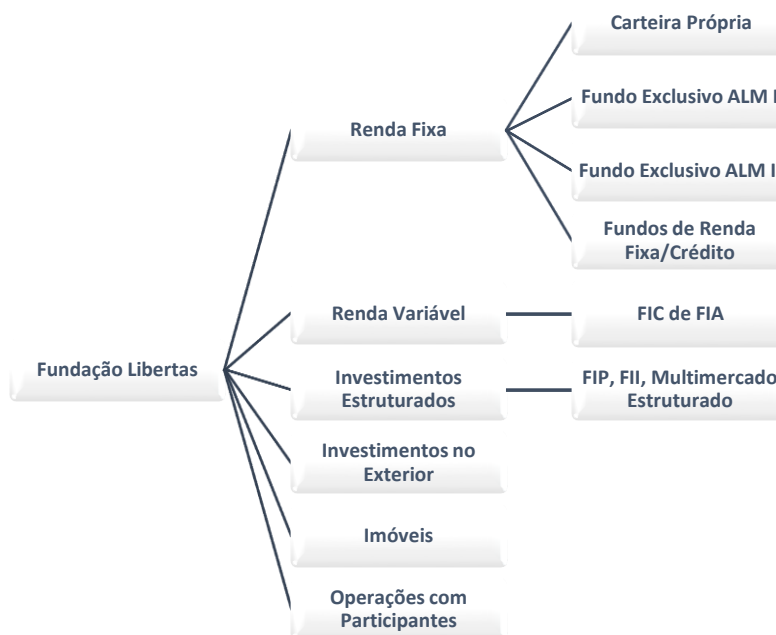 Carteira Própria
Fundo Exclusivo ALM I
Renda Fixa
Fundo Exclusivo ALM I
Fundos de Renda
Fixa/Crédito
Renda Variável
FIC de FIA
Fundação Libertas
Investimentos
Estruturados
FIP, FII, Multimercado
Estruturado
Investimentos no
Exterior
Imóveis
Operações com
Participantes